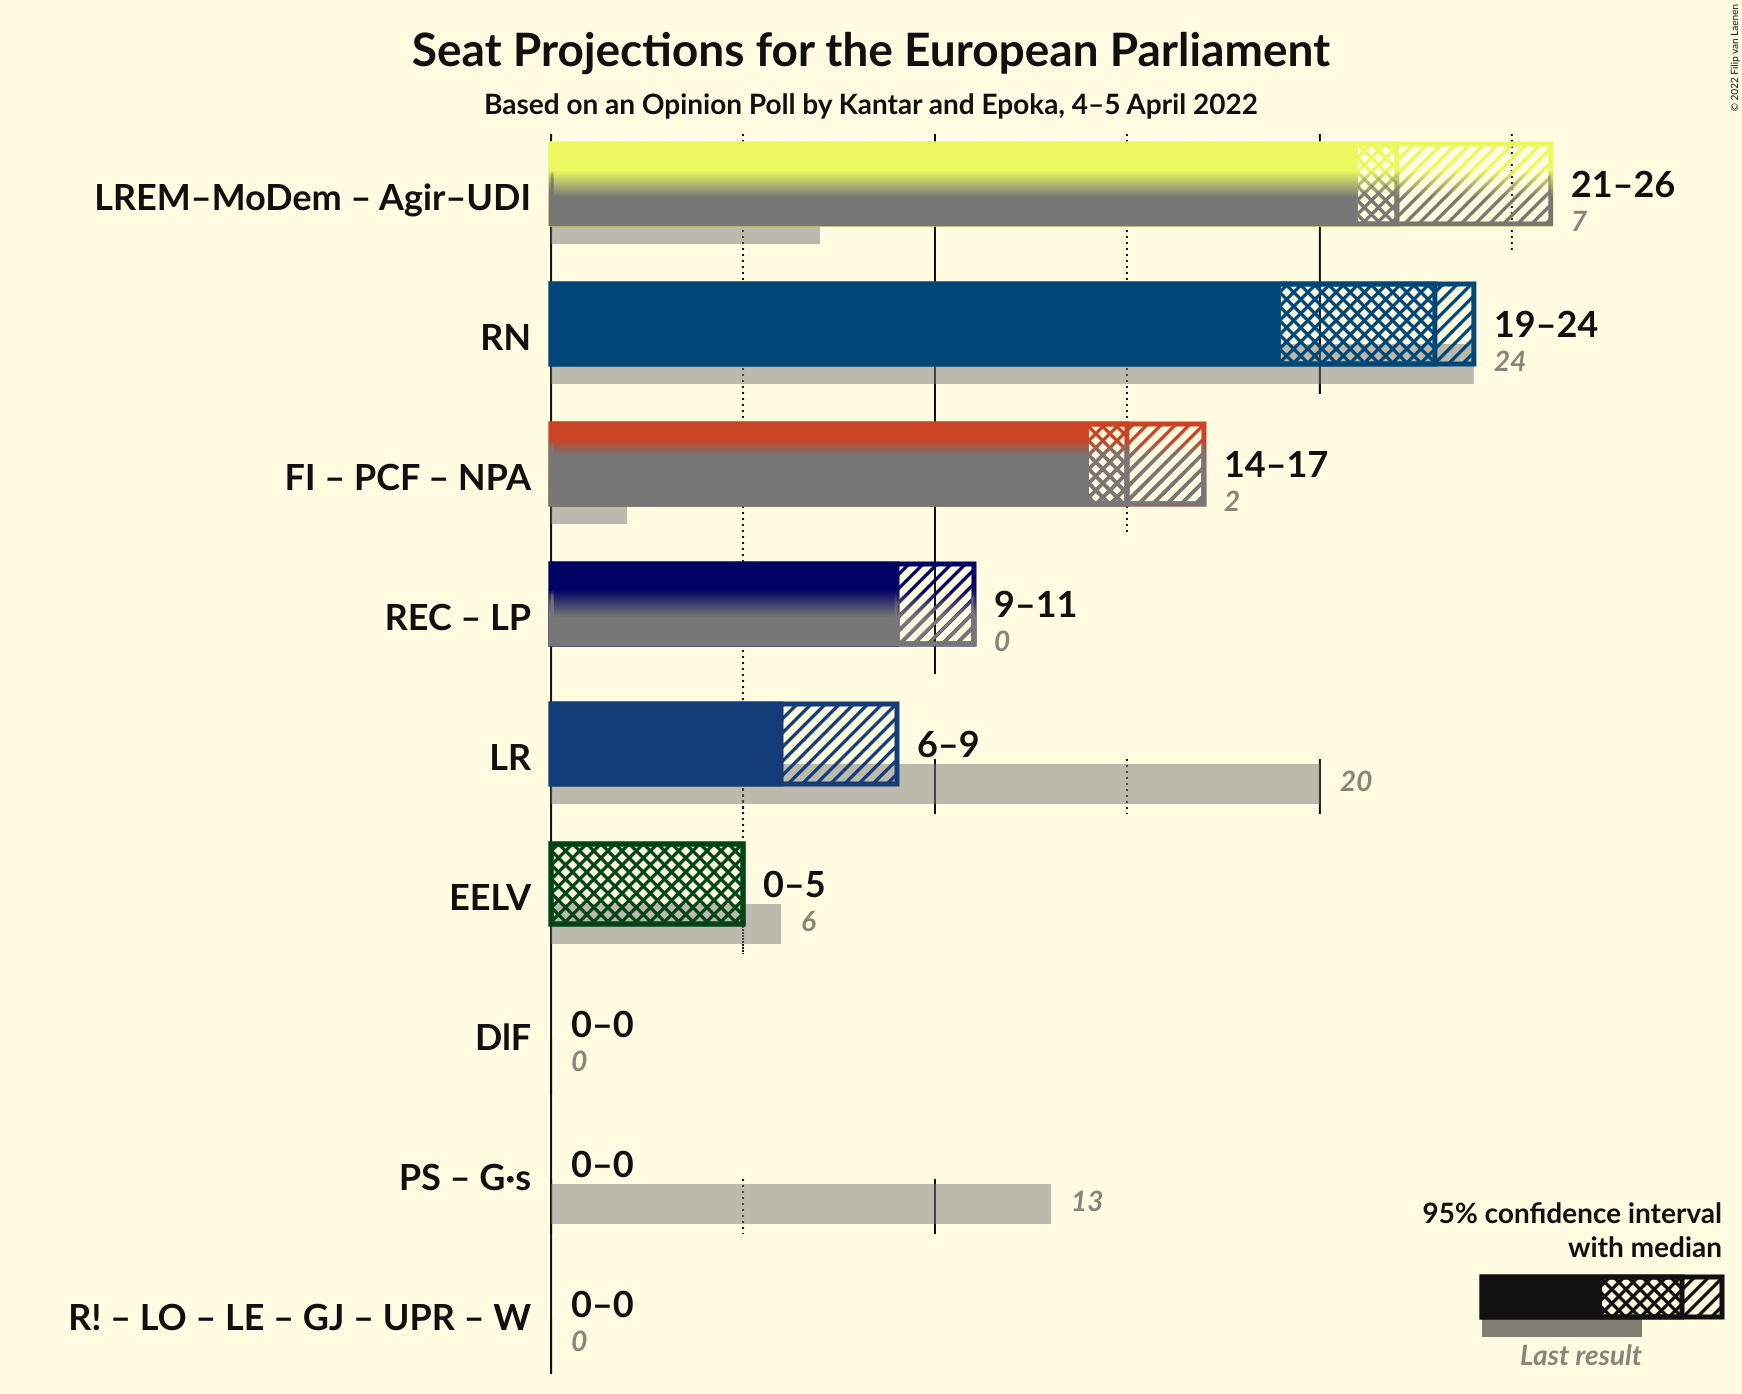 Seat Projections for the European Parliament
Based on an Opinion Poll by Kantar and Epoka, 4–5 April 2022
© 2022 Filip van Laenen
LREM–MoDem – Agir–UDI
21–26
7
RN
19–24
24
FI – PCF – NPA
14–17
2
REC – LP
9–11
0
LR
6–9
20
EELV
0–5
6
DlF
0–0
0
PS – G·s
0–0
13
R! – LO – LE – GJ – UPR – W
0–0
0
95% confidence interval
with median
Last result